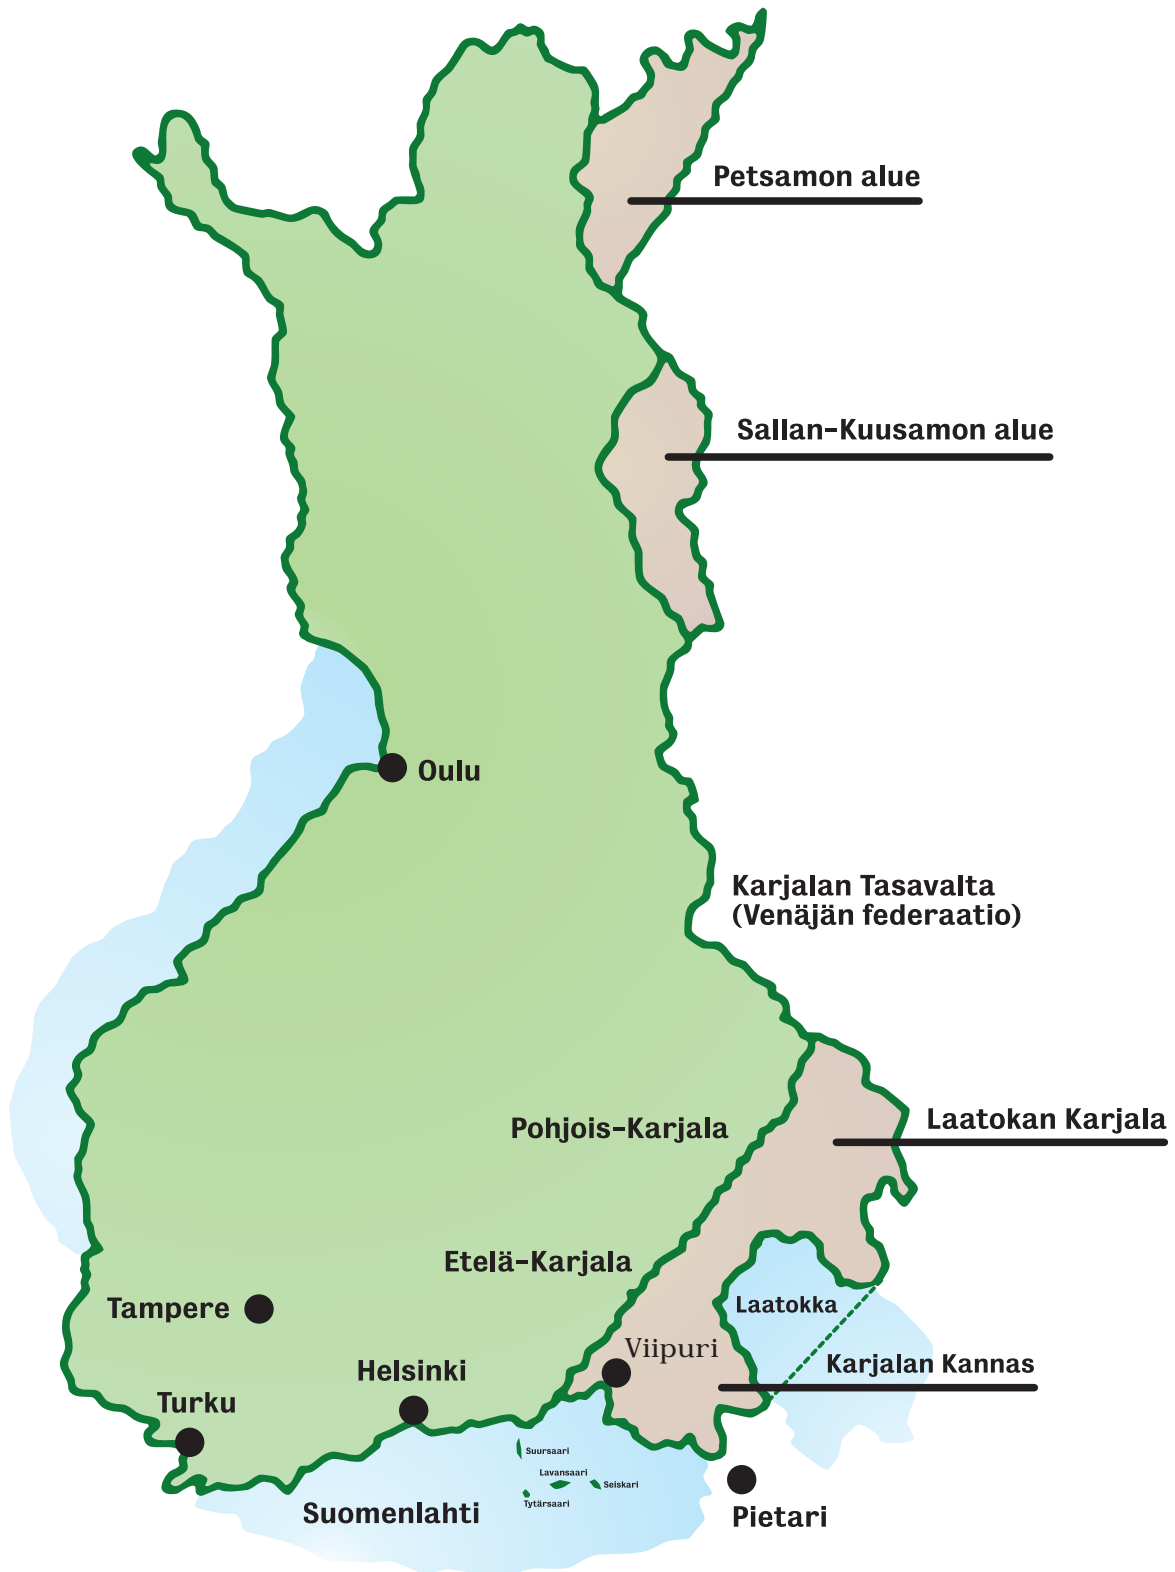 Petsamon alue
Sallan-Kuusamon alue
Oulu
Karjalan Tasavalta
(Venäjän federaatio)
Laatokan Karjala
Pohjois-Karjala
Etelä-Karjala
Laatokka
Tampere
Viipuri
Karjalan Kannas
Helsinki
Turku
Suursaari
Lavansaari
Seiskari
Tytärsaari
Suomenlahti
Pietari